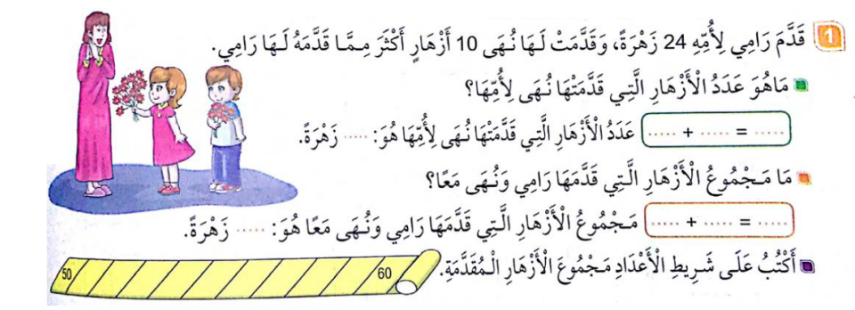 1 قَدَّمَ رَامِي لِأُمِّهِ 24 زَهْرَةً، وَقَدَّمَتْ لَهَا نُهَى 10 أَزْهَارٍ أَكْثَرَ مِمَّا قَدَّمَهُ لَهَا رَامِي.
مَاهُوَ عَدَدُ الْأَزْهَارِ الَّتِي قَدَّمَتْهَا نُهَى لِأُمِّهَا؟
..... + ..... = ..... عَدَدُ الْأَزْهَارِ الَّتِي قَدَّمَتْهَا نُهَى لِأُمِّهَا هُوَ: ..... زَهْرَةً.
مَا مَجْمُوعُ الْأَزْهَارِ الَّتِي قَدَّمَهَا رَامِي وَنُهَى مَعًا؟
..... + ..... = ..... مَجْمُوعُ الْأَزْهَارِ الَّتِي قَدَّمَهَا رَامِي وَنُهَى مَعًا هُوَ: ..... زَهْرَةً.
أَكْتُبُ عَلَى شَرِيطِ الْأَعْدَادِ مَجْمُوعَ الْأَزْهَارِ الْمُقَدَّمَةِ.
50 60